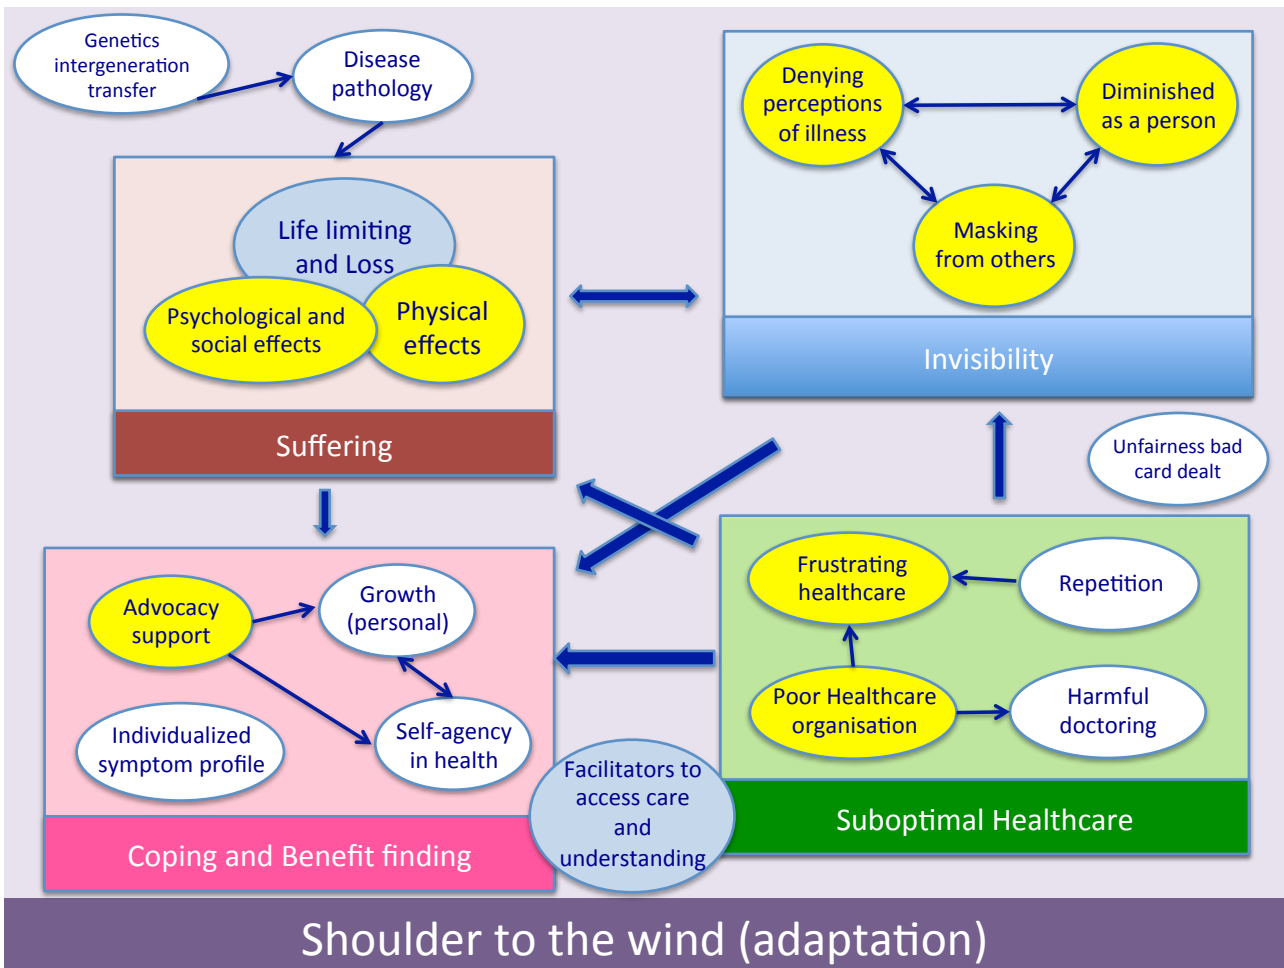 Genetics
intergeneration
transfer
Disease
pathology
Life limiting
and Loss
Psychological and
social effects
Physical
effects
Suffering
Denying
perceptions
of illness
Diminished
as a person
Masking
from others
Invisibility
Unfairness bad
card dealt
Advocacy
support
Growth
(personal)
Individualized
symptom profile
Self-agency
in health
Coping and Benefit finding
Facilitators to
access care
and
understanding
Frustrating
healthcare
Repetition
Poor Healthcare
organisation
Harmful
doctoring
Suboptimal Healthcare
Shoulder to the wind (adaptation)